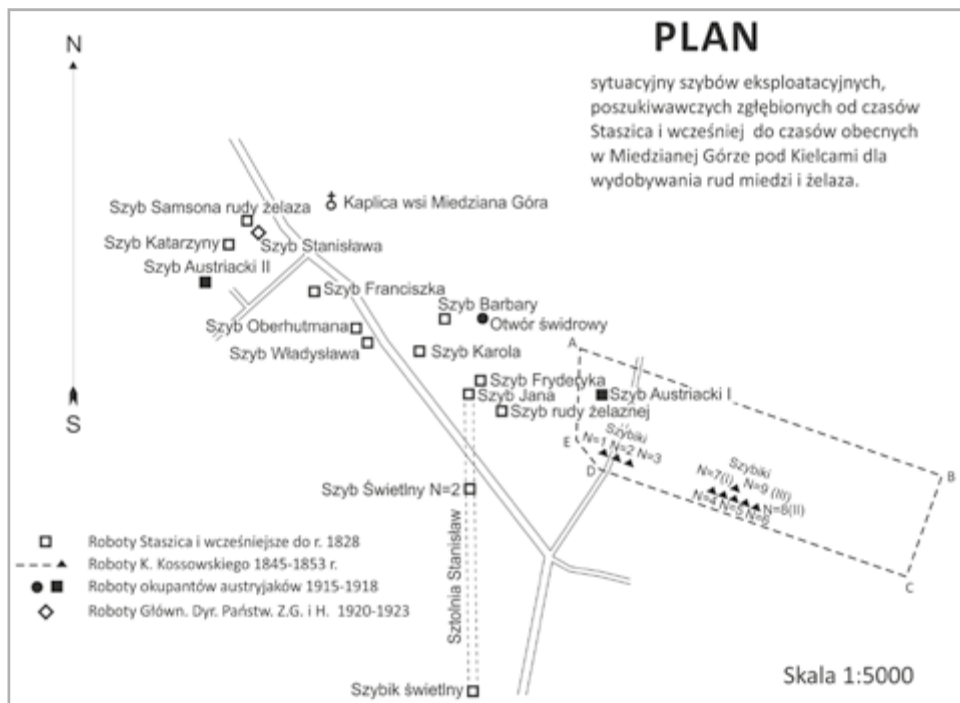 PLAN
sytuacyjny szybów eksploatacyjnych,
poszukiwawczych zgłębionych od czasów
Staszica i wcześniej do czasów obecnych
w Miedzianej Górze pod Kielcami dla
wydobywania rud miedzi i żelaza.
N
S
Kaplica wsi Miedziana Góra
Szyb Samsona rudy żelaza
Szyb Katarzyny
Szyb Stanisława
Szyb Austriacki II
Szyb Franciszka
Szyb Barbary
Otwór świdrowy
Szyb Oberhutmana
Szyb Władysława
Szyb Karola
A
Szyb Fryderyka
Szyb Jana
Szyb Austriacki I
Szyb rudy żelaznej
Szybiki
E
N=1 N=2 N=3
D
Szybiki
N=7(I)
N=9 (III)
N=4 N=5 N=6
N=8(II)
B
C
Szyb Świetlny N=2
Sztolnia Stanisław
Szybik świetlny
Roboty Staszica i wcześniejsze do r. 1828
Roboty K. Kossowskiego 1845-1853 r.
Roboty okupantów austryjaków 1915-1918
Roboty Główn. Dyr. Państw. Z.G. i H. 1920-1923
Skala 1:5000